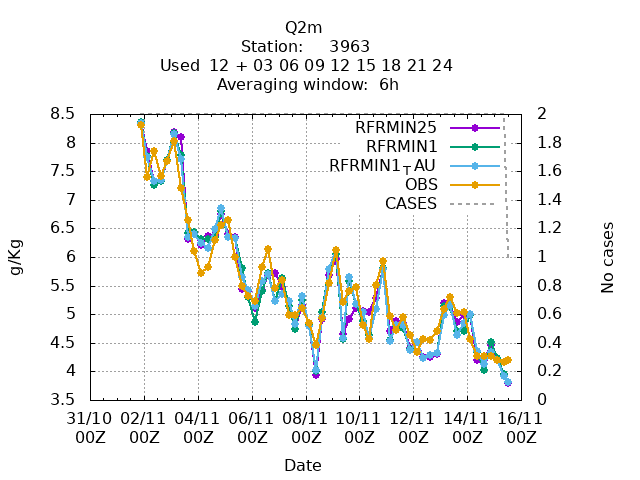 Q2m
Station: 3963
Used 12 + 03 06 09 12 15 18 21 24
Averaging window: 6h
8.5
8
7.5
7
6.5
6
5.5
5
4.5
4
3.5
g/Kg
2
1.8
1.6
1.4
1.2
1
0.8
0.6
0.4
0.2
0
No cases
RFRMIN25
RFRMIN1
RFRMIN1TAU
OBS
CASES
31/10 02/11 04/11 06/11 08/11 10/11 12/11 14/11 16/11
00Z 00Z 00Z 00Z 00Z 00Z 00Z 00Z 00Z
Date